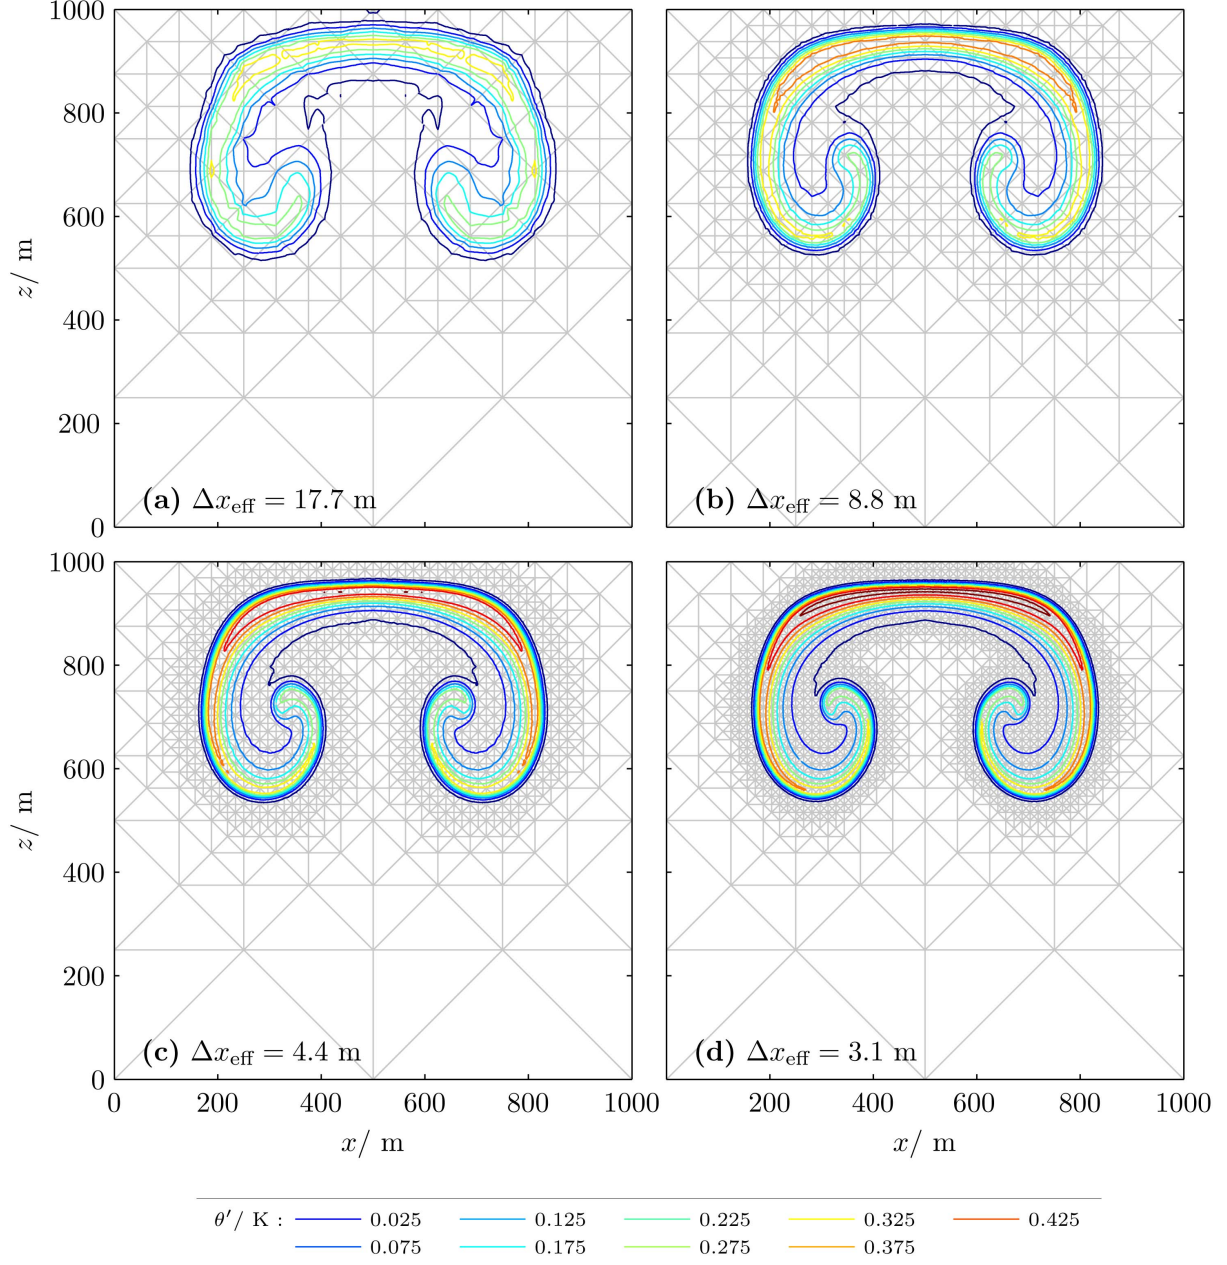 1000
800
600
400
200
0
z/ m
(a) Δx_eff = 17.7 m
(b) Δx_eff = 8.8 m
1000
800
600
400
200
0
z/ m
(c) Δx_eff = 4.4 m
(d) Δx_eff = 3.1 m
0 200 400 600 800 1000
200 400 600 800 1000
x/ m
x/ m
θ′/ K : 0.025 0.125 0.225 0.325 0.425
0.075 0.175 0.275 0.375